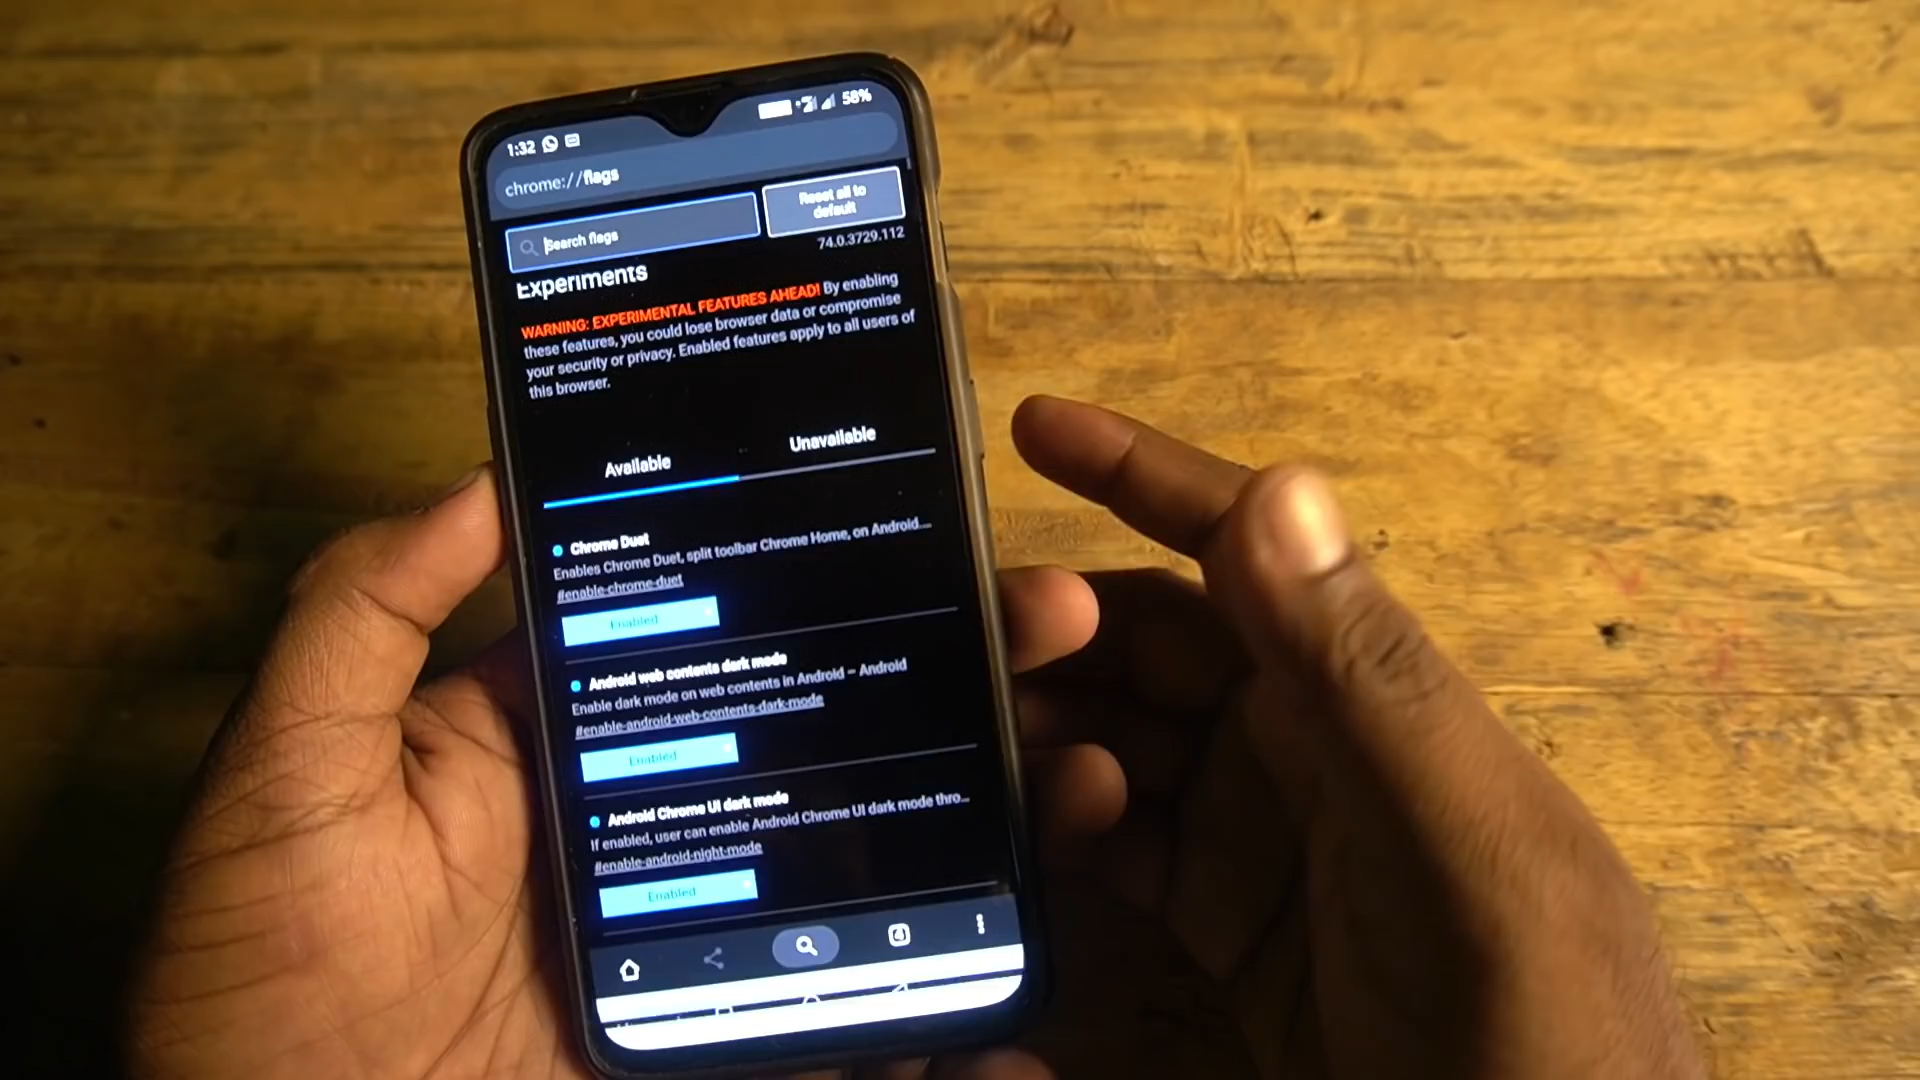 1:32
58%
chrome://flags
Search flags
Reset all to
default
74.0.3729.112
Experiments
WARNING: EXPERIMENTAL FEATURES AHEAD! By enabling
these features, you could lose browser data or compromise
your security or privacy. Enabled features apply to all users of
this browser.
Available
Unavailable
Chrome Duet
Enables Chrome Duet, split toolbar Chrome Home, on Android...
#enable-chrome-duet
Enabled
Android web contents dark mode
Enable dark mode on web contents in Android – Android
#enable-android-web-contents-dark-mode
Enabled
Android Chrome UI dark mode
If enabled, user can enable Android Chrome UI dark mode thro...
#enable-android-night-mode
Enabled